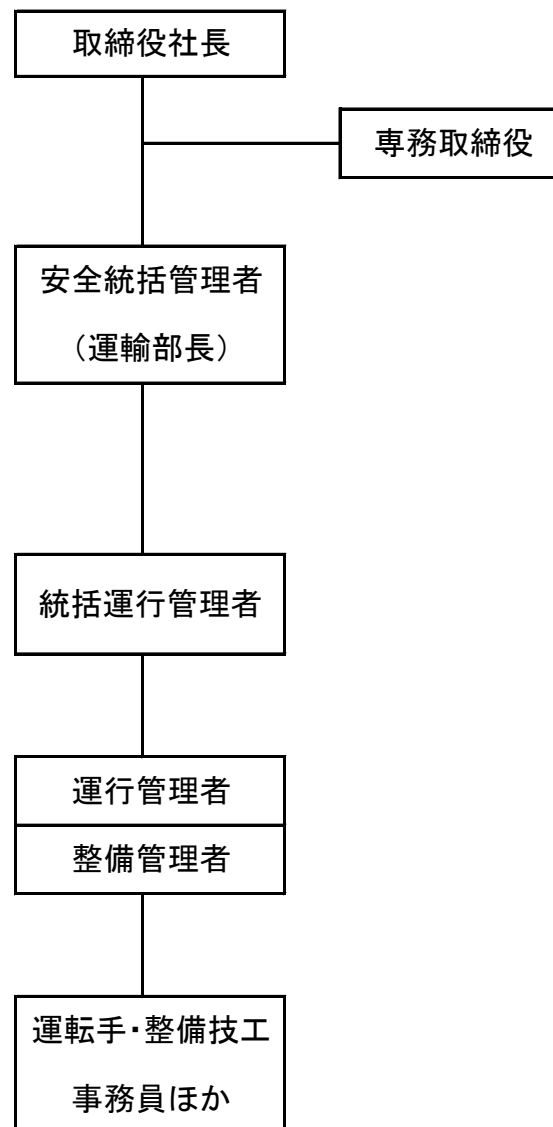 取締役社長
専務取締役
安全統括管理者
（運輸部長）
統括運行管理者
運行管理者
整備管理者
運転手・整備技工
事務員ほか